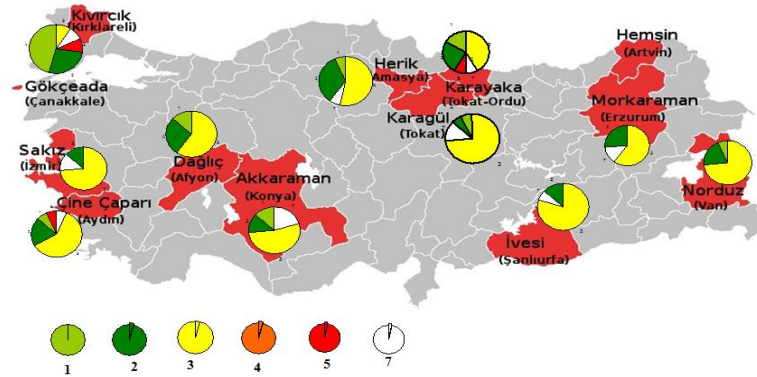 Kıvırcık
(Kırklareli)
Gökçeada
(Çanakkale)
Sakız
(İzmir)
Çine Çaparı
(Aydın)
Dağlıç
(Afyon)
Akkaraman
(Konya)
Herik
(Amasya)
Karayaka
(Tokat-Ordu)
Karagül
(Tokat)
Hemşin
(Artvin)
Morkaraman
(Erzurum)
Norduz
(Van)
İvesi
(Şanlıurfa)
1
2
3
4
5
7